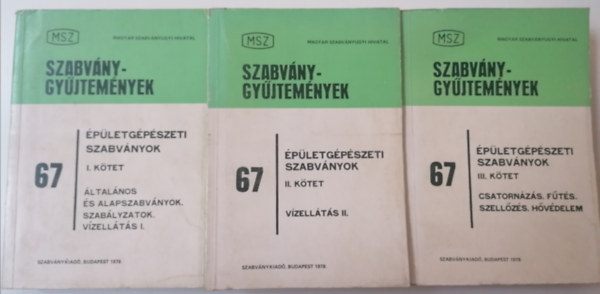 MSZ
MAGYAR SZABVÁNYÜGYI HIVATAL
SZABVÁNY-
GYŰJTEMÉNYEK
67
ÉPÜLETGÉPÉSZETI
SZABVÁNYOK
I. KÖTET
ÁLTALÁNOS
ÉS ALAPSZABVÁNYOK.
SZABÁLYZATOK.
VÍZELLÁTÁS I.
SZABVÁNYKIADÓ, BUDAPEST 1978
MSZ
MAGYAR SZABVÁNYÜGYI HIVATAL
SZABVÁNY-
GYŰJTEMÉNYEK
67
ÉPÜLETGÉPÉSZETI
SZABVÁNYOK
II. KÖTET
VÍZELLÁTÁS II.
SZABVÁNYKIADÓ, BUDAPEST 1978
MSZ
MAGYAR SZABVÁNYÜGYI HIVATAL
SZABVÁNY-
GYŰJTEMÉNYEK
67
ÉPÜLETGÉPÉSZETI
SZABVÁNYOK
III. KÖTET
CSATORNÁZÁS. FŰTÉS.
SZELLŐZÉS. HŐVÉDELEM
SZABVÁNYKIADÓ, BUDAPEST 1978